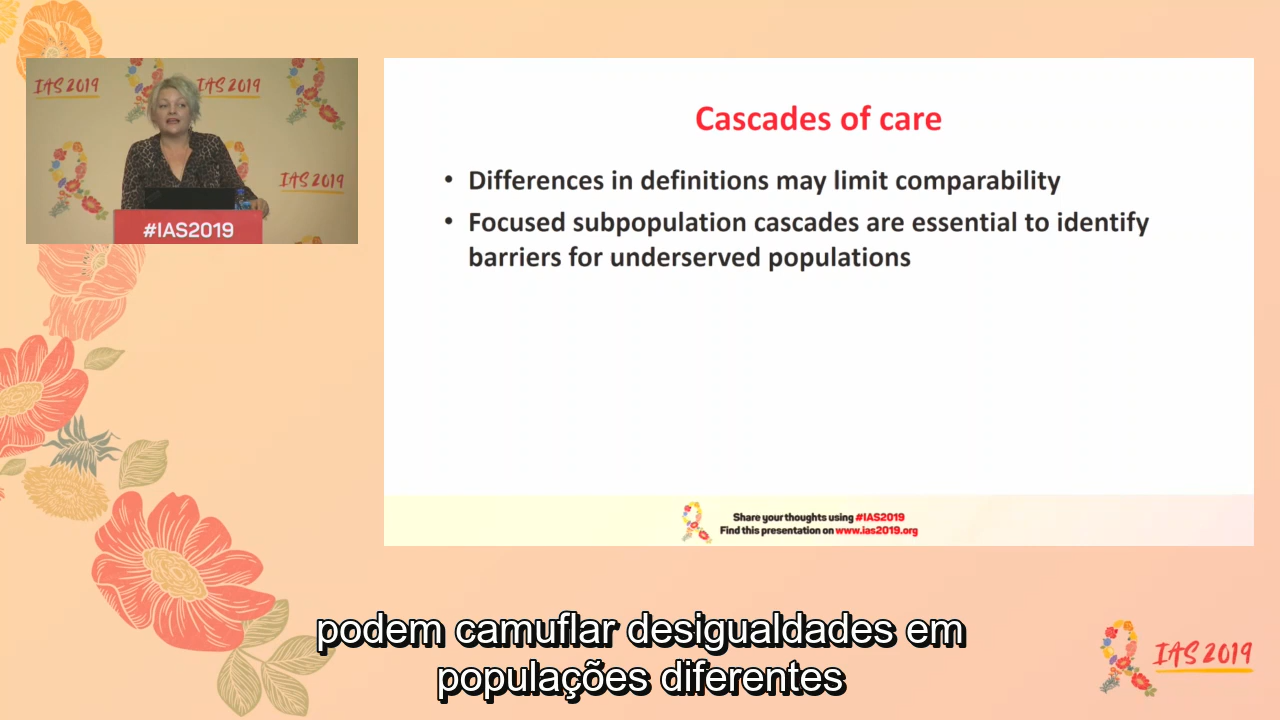 IAS 2019
IAS 2019
IAS 2019
#IAS2019
Cascades of care
• Differences in definitions may limit comparability
• Focused subpopulation cascades are essential to identify
barriers for underserved populations
Share your thoughts using #IAS2019
Find this presentation on www.ias2019.org
podem camuflar desigualdades em
populações diferentes
IAS 2019